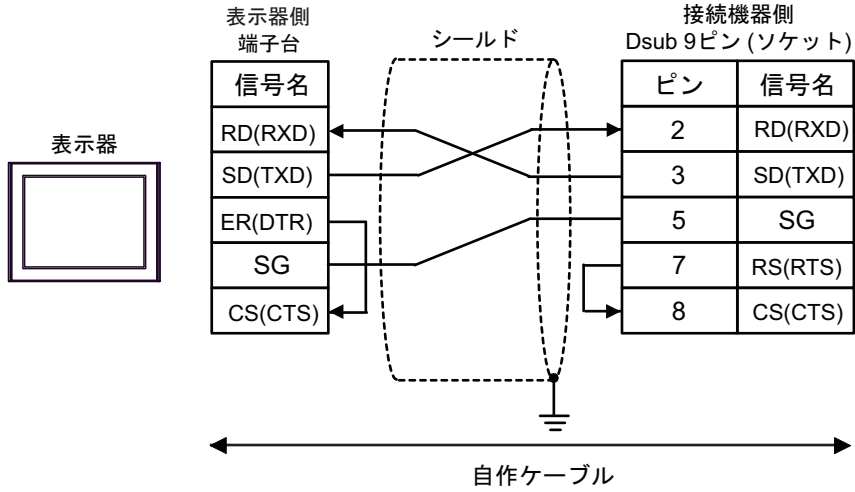 表示器側
端子台
シールド
接続機器側
Dsub 9ピン (ソケット)
表示器
信号名
RD(RXD)
SD(TXD)
ER(DTR)
SG
CS(CTS)
ピン 信号名
2 RD(RXD)
3 SD(TXD)
5 SG
7 RS(RTS)
8 CS(CTS)
自作ケーブル